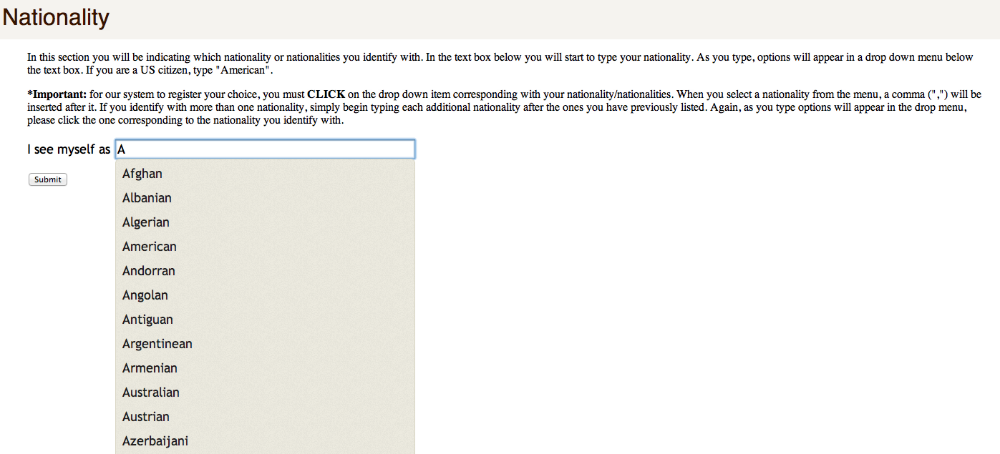 Nationality
In this section you will be indicating which nationality or nationalities you identify with. In the text box below you will start to type your nationality. As you type, options will appear in a drop down menu below
the text box. If you are a US citizen, type "American".
*Important: for our system to register your choice, you must CLICK on the drop down item corresponding with your nationality/nationalities. When you select a nationality from the menu, a comma (",") will be
inserted after it. If you identify with more than one nationality, simply begin typing each additional nationality after the ones you have previously listed. Again, as you type options will appear in the drop menu,
please click the one corresponding to the nationality you identify with.
I see myself as A
Submit
Afghan
Albanian
Algerian
American
Andorran
Angolan
Antiguan
Argentinean
Armenian
Australian
Austrian
Azerbaijani